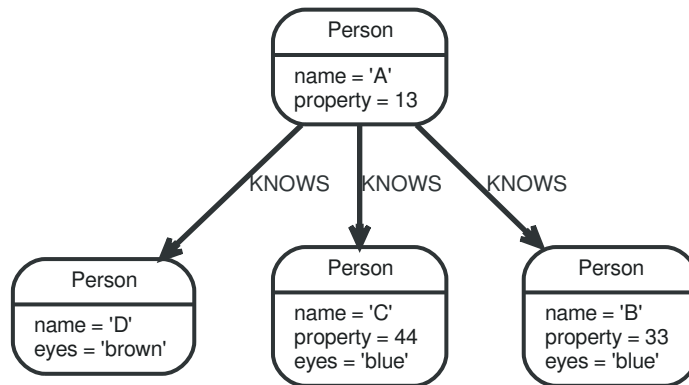 Person
name = 'A'
property = 13
KNOWS
KNOWS
KNOWS
Person
name = 'D'
eyes = 'brown'
Person
name = 'C'
property = 44
eyes = 'blue'
Person
name = 'B'
property = 33
eyes = 'blue'